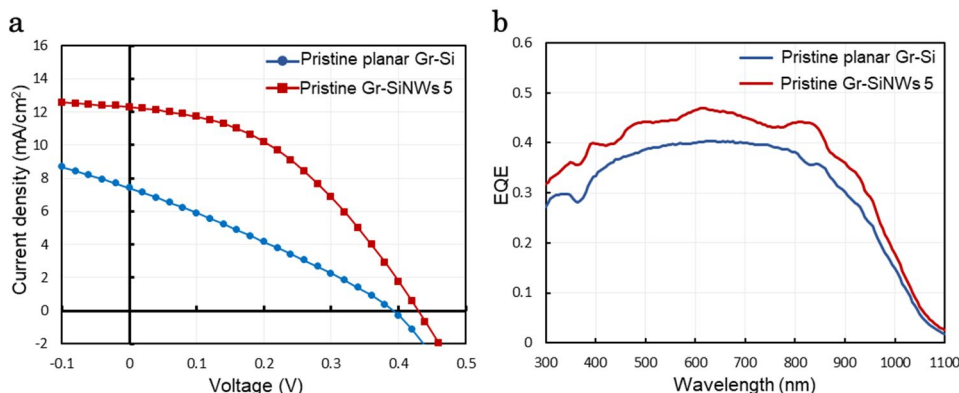 a
16
14
12
10
8
6
4
2
0
-2
Current density (mA/cm²)
Pristine planar Gr-Si
Pristine Gr-SiNWs 5
-0.1 0 0.1 0.2 0.3 0.4 0.5
Voltage (V)
b
0.6
0.5
0.4
0.3
0.2
0.1
0
EQE
Pristine planar Gr-Si
Pristine Gr-SiNWs 5
300 400 500 600 700 800 900 1000 1100
Wavelength (nm)